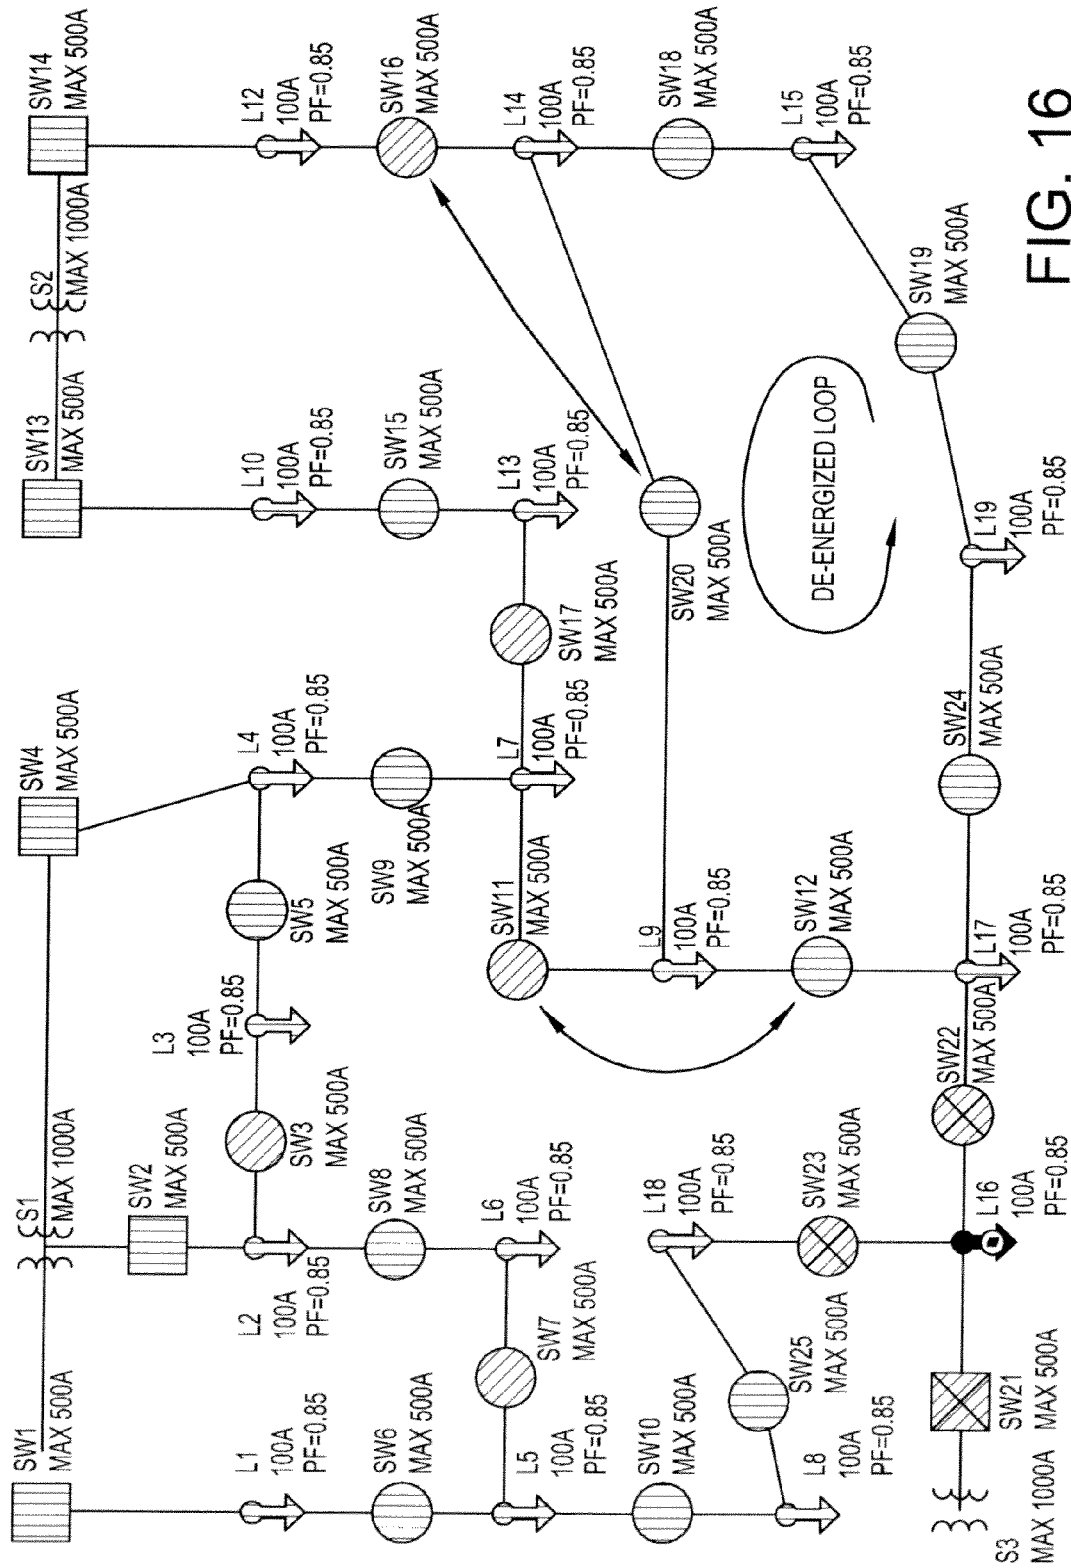 SW1
MAX 500A
S1
MAX 1000A
SW4
MAX 500A
SW13
MAX 500A
S2
MAX 1000A
SW14
MAX 500A
SW2
MAX 500A
L1
100A
PF=0.85
L2
100A
PF=0.85
SW3
MAX 500A
L3
100A
PF=0.85
SW5
MAX 500A
L4
100A
PF=0.85
L10
100A
PF=0.85
L12
100A
PF=0.85
SW6
MAX 500A
SW8
MAX 500A
SW9
MAX 500A
SW15
MAX 500A
SW16
MAX 500A
L5
100A
PF=0.85
SW7
MAX 500A
L6
100A
PF=0.85
SW11
MAX 500A
L7
100A
PF=0.85
SW17
MAX 500A
L13
100A
PF=0.85
L14
100A
PF=0.85
SW10
MAX 500A
L18
100A
PF=0.85
L9
100A
PF=0.85
SW20
MAX 500A
SW18
MAX 500A
SW25
MAX 500A
L8
100A
PF=0.85
SW23
MAX 500A
SW12
MAX 500A
DE-ENERGIZED LOOP
L15
100A
PF=0.85
S3
MAX 1000A
SW21
MAX 500A
L16
100A
PF=0.85
SW22
MAX 500A
L17
100A
PF=0.85
SW24
MAX 500A
L19
100A
PF=0.85
SW19
MAX 500A
FIG. 16